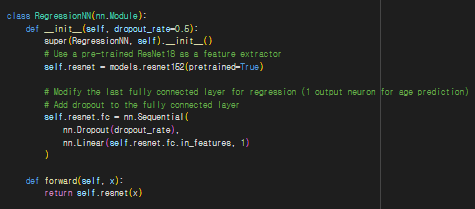 class RegressionNN(nn.Module):
    def __init__(self, dropout_rate=0.5):
        super(RegressionNN, self).__init__()
        # Use a pre-trained ResNet18 as a feature extractor
        self.resnet = models.resnet152(pretrained=True)

        # Modify the last fully connected layer for regression (1 output neuron for age prediction)
        # Add dropout to the fully connected layer
        self.resnet.fc = nn.Sequential(
            nn.Dropout(dropout_rate),
            nn.Linear(self.resnet.fc.in_features, 1)
        )

    def forward(self, x):
        return self.resnet(x)